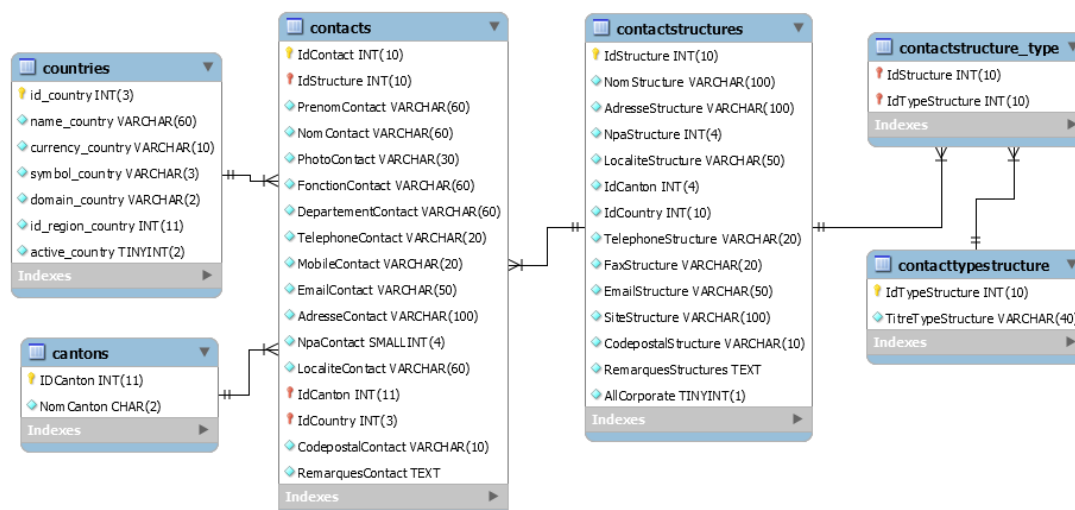 countries
id_country INT(3)
name_country VARCHAR(60)
currency_country VARCHAR(10)
symbol_country VARCHAR(3)
domain_country VARCHAR(2)
id_region_country INT(11)
active_country TINYINT(2)
Indexes
cantons
IDCanton INT(11)
NomCanton CHAR(2)
Indexes
contacts
IdContact INT(10)
IdStructure INT(10)
PrenomContact VARCHAR(60)
NomContact VARCHAR(60)
PhotoContact VARCHAR(30)
FonctionContact VARCHAR(60)
DepartementContact VARCHAR(60)
TelephoneContact VARCHAR(20)
MobileContact VARCHAR(20)
EmailContact VARCHAR(50)
AdresseContact VARCHAR(100)
NpaContact SMALLINT(4)
LocaliteContact VARCHAR(60)
IdCanton INT(11)
IdCountry INT(3)
CodepostalContact VARCHAR(10)
RemarquesContact TEXT
Indexes
contactstructures
IdStructure INT(10)
NomStructure VARCHAR(100)
AdresseStructure VARCHAR(100)
NpaStructure INT(4)
LocaliteStructure VARCHAR(50)
IdCanton INT(4)
IdCountry INT(10)
TelephoneStructure VARCHAR(20)
FaxStructure VARCHAR(20)
EmailStructure VARCHAR(50)
SiteStructure VARCHAR(100)
CodepostalStructure VARCHAR(10)
RemarquesStructures TEXT
AllCorporate TINYINT(1)
Indexes
contactstructure_type
IdStructure INT(10)
IdTypeStructure INT(10)
Indexes
contacttypestructure
IdTypeStructure INT(10)
TitreTypeStructure VARCHAR(40)
Indexes